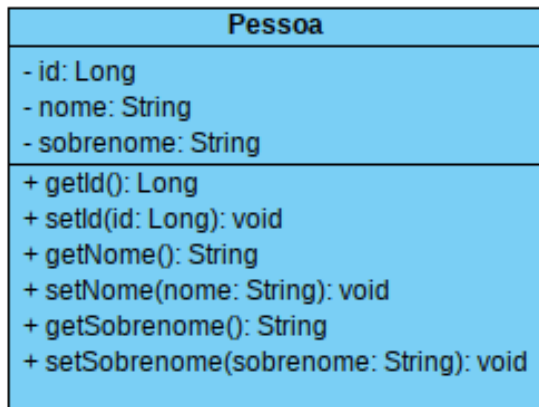 Pessoa
- id: Long
- nome: String
- sobrenome: String
+ getId(): Long
+ setId(id: Long): void
+ getNome(): String
+ setNome(nome: String): void
+ getSobrenome(): String
+ setSobrenome(sobrenome: String): void